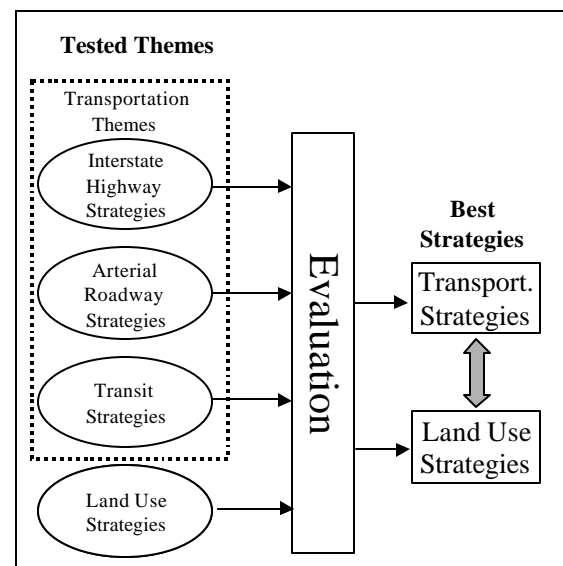 Tested Themes
Transportation
Themes
Interstate
Highway
Strategies
Arterial
Roadway
Strategies
Transit
Strategies
Land Use
Strategies
Evaluation
Best
Strategies
Transport.
Strategies
Land Use
Strategies